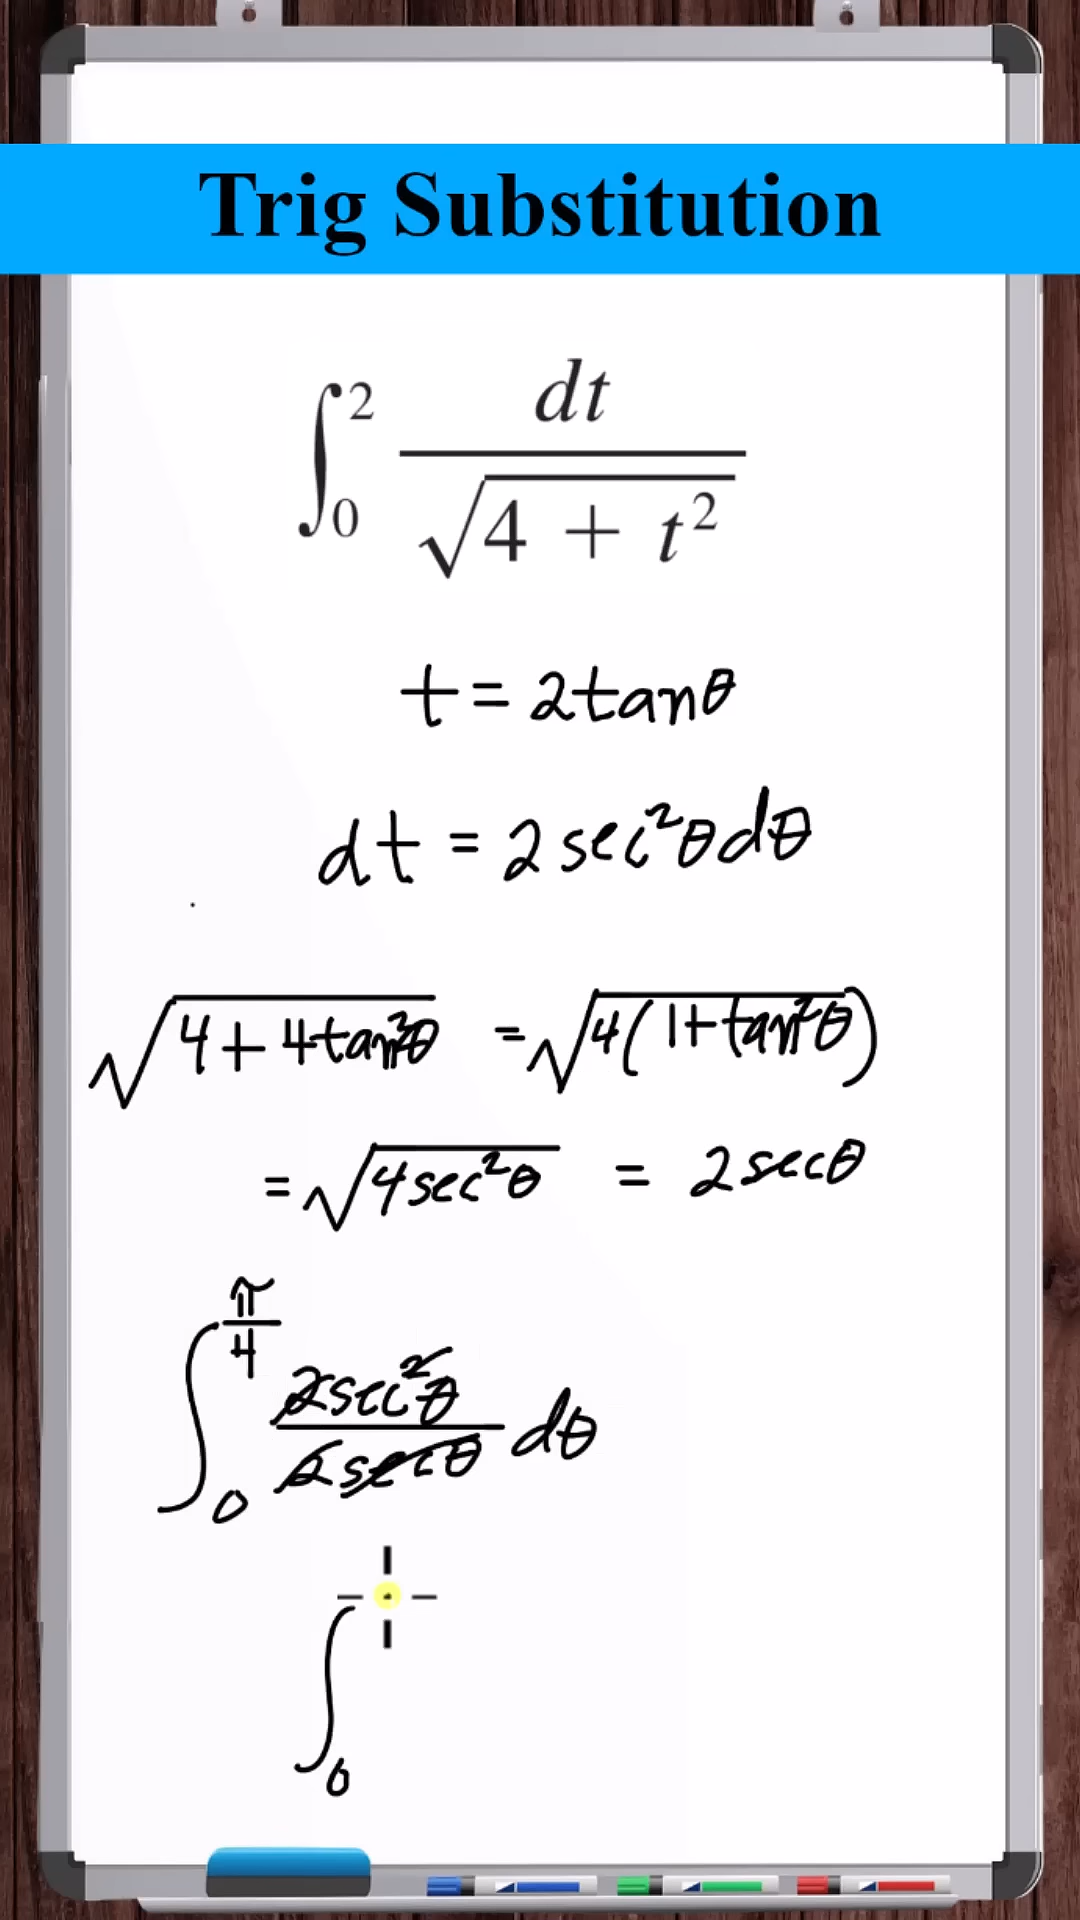 Trig Substitution
∫₀² dt / √(4 + t²)
t = 2tanθ
dt = 2sec²θdθ
√(4+4tan²θ) = √(4(1+tan²θ))
= √(4sec²θ) = 2secθ
∫₀^(π/4) 2sec²θ / 2secθ dθ
∫₀